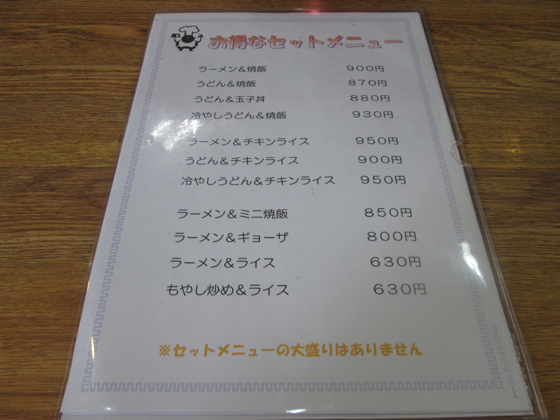 お得なセットメニュー
ラーメン＆焼飯 900円
うどん＆焼飯 870円
うどん＆玉子丼 880円
冷やしうどん＆焼飯 930円
ラーメン＆チキンライス 950円
うどん＆チキンライス 900円
冷やしうどん＆チキンライス 950円
ラーメン＆ミニ焼飯 850円
ラーメン＆ギョーザ 800円
ラーメン＆ライス 630円
もやし炒め＆ライス 630円
※セットメニューの大盛りはありません